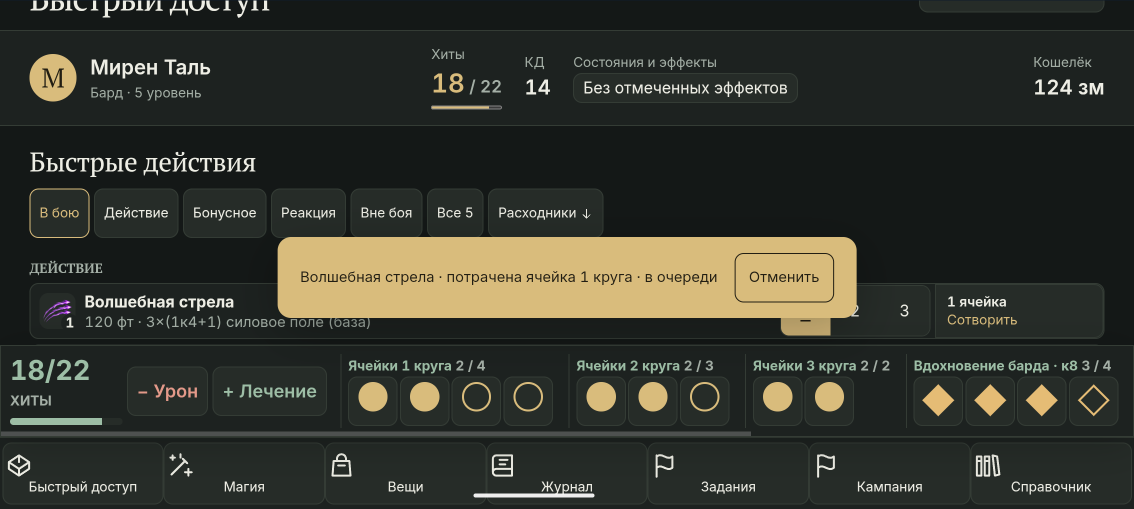 Быстрый доступ
М
Мирен Таль
Бард · 5 уровень
Хиты
18 / 22
КД
14
Состояния и эффекты
Без отмеченных эффектов
Кошелёк
124 зм
Быстрые действия
В бою
Действие
Бонусное
Реакция
Вне боя
Все 5
Расходники ↓
ДЕЙСТВИЕ
Волшебная стрела · потрачена ячейка 1 круга · в очереди
Отменить
1
Волшебная стрела
120 фт · 3×(1к4+1) силовое поле (база)
2
3
1 ячейка
Сотворить
18/22
ХИТЫ
− Урон
+ Лечение
Ячейки 1 круга 2 / 4
Ячейки 2 круга 2 / 3
Ячейки 3 круга 2 / 2
Вдохновение барда · к8 3 / 4
Быстрый доступ
Магия
Вещи
Журнал
Задания
Кампания
Справочник